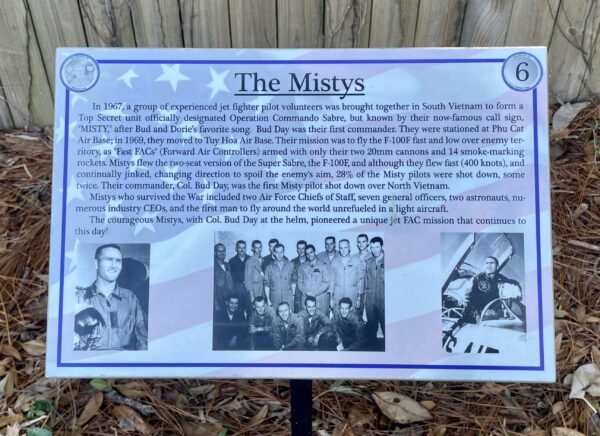 The Mistys
6
In 1967, a group of experienced jet fighter pilot volunteers was brought together in South Vietnam to form a
Top Secret unit officially designated Operation Commando Sabre, but known by their now-famous call sign,
"MISTY," after Bud and Dorie's favorite song. Bud Day was their first commander. They were stationed at Phu Cat
Air Base; in 1969, they moved to Tuy Hoa Air Base. Their mission was to fly the F-100F fast and low over enemy ter-
ritory, as "Fast FACs" (Forward Air Controllers) armed with only their two 20mm cannons and 14 smoke-marking
rockets. Mistys flew the two-seat version of the Super Sabre, the F-100F, and although they flew fast (400 knots), and
continually jinked, changing direction to spoil the enemy's aim, 28% of the Misty pilots were shot down, some
twice. Their commander, Col. Bud Day, was the first Misty pilot shot down over North Vietnam.
Mistys who survived the War included two Air Force Chiefs of Staff, seven general officers, two astronauts, nu-
merous industry CEOs, and the first man to fly around the world unrefueled in a light aircraft.
The courageous Mistys, with Col. Bud Day at the helm, pioneered a unique jet FAC mission that continues to
this day!